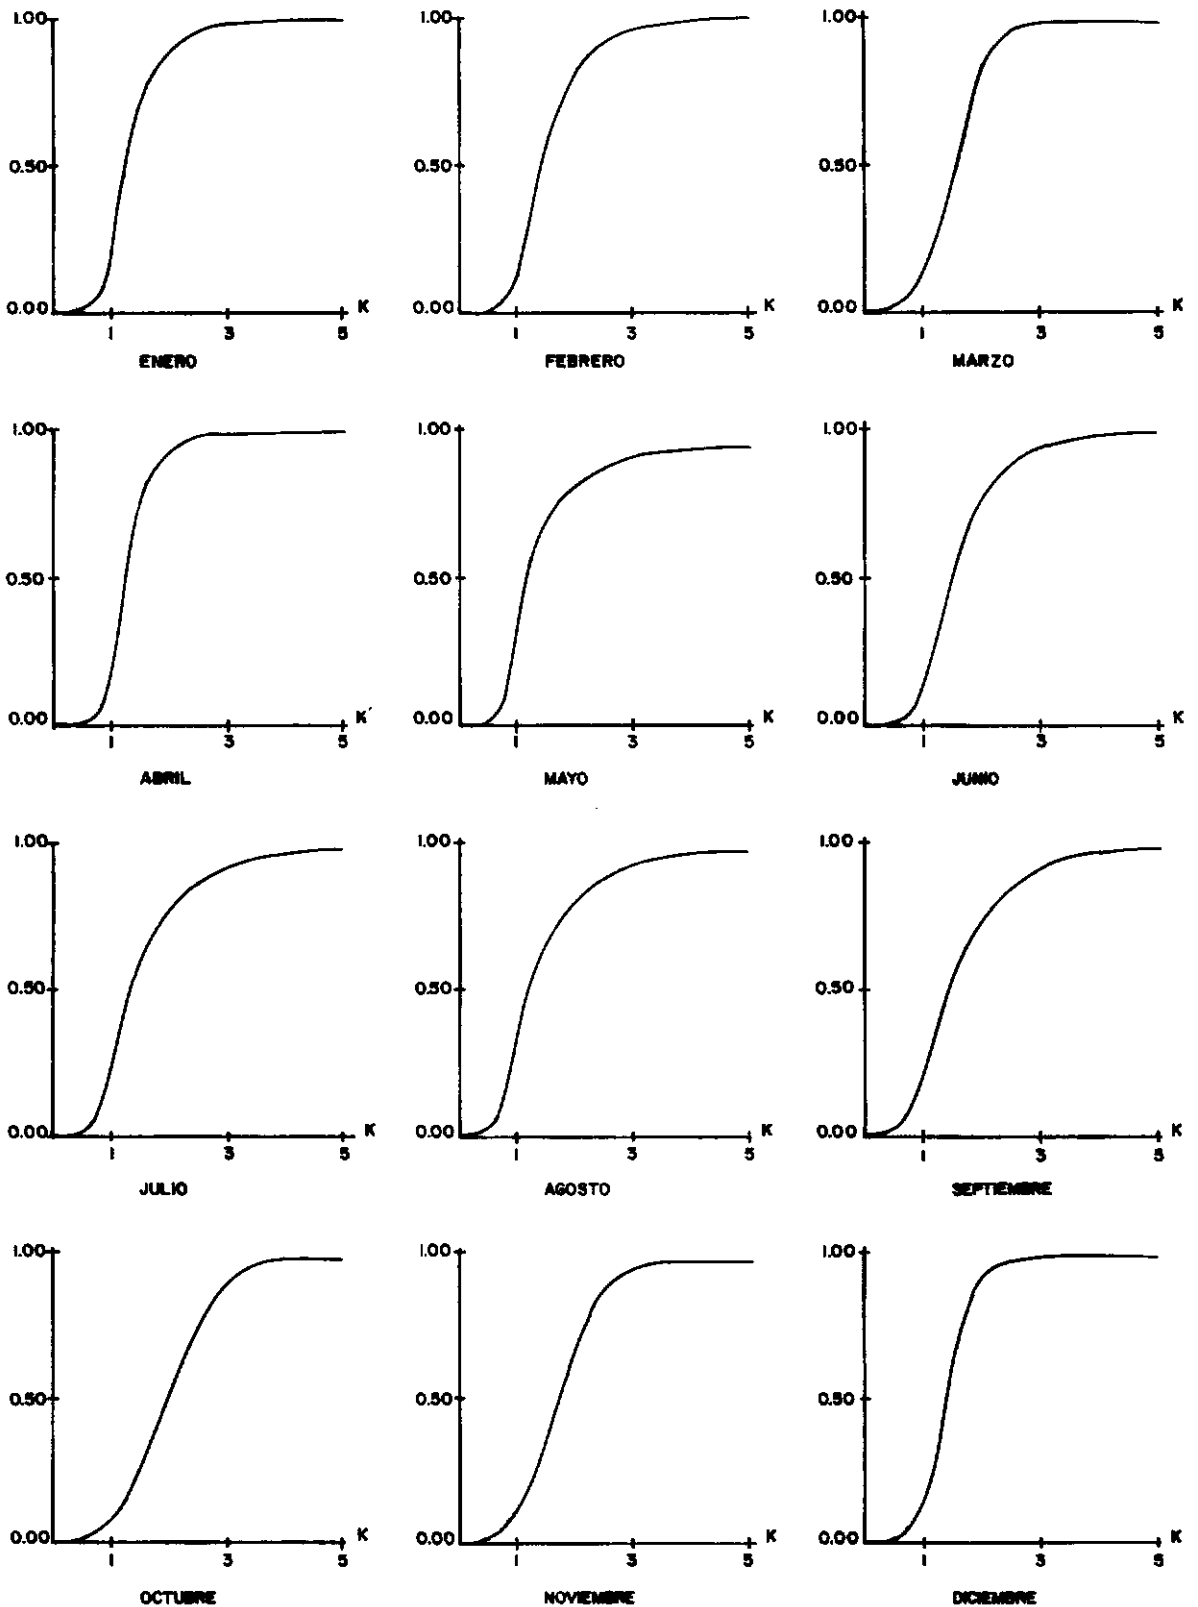 1.00 1.00 1.00
0.50 0.50 0.50
0.00 K 0.00 K 0.00 K
1 3 5 1 3 5 1 3 5
ENERO FEBRERO MARZO
1.00 1.00 1.00
0.50 0.50 0.50
0.00 K 0.00 K 0.00 K
1 3 5 1 3 5 1 3 5
ABRIL MAYO JUNIO
1.00 1.00 1.00
0.50 0.50 0.50
0.00 K 0.00 K 0.00 K
1 3 5 1 3 5 1 3 5
JULIO AGOSTO SEPTIEMBRE
1.00 1.00 1.00
0.50 0.50 0.50
0.00 K 0.00 K 0.00 K
1 3 5 1 3 5 1 3 5
OCTUBRE NOVIEMBRE DICIEMBRE